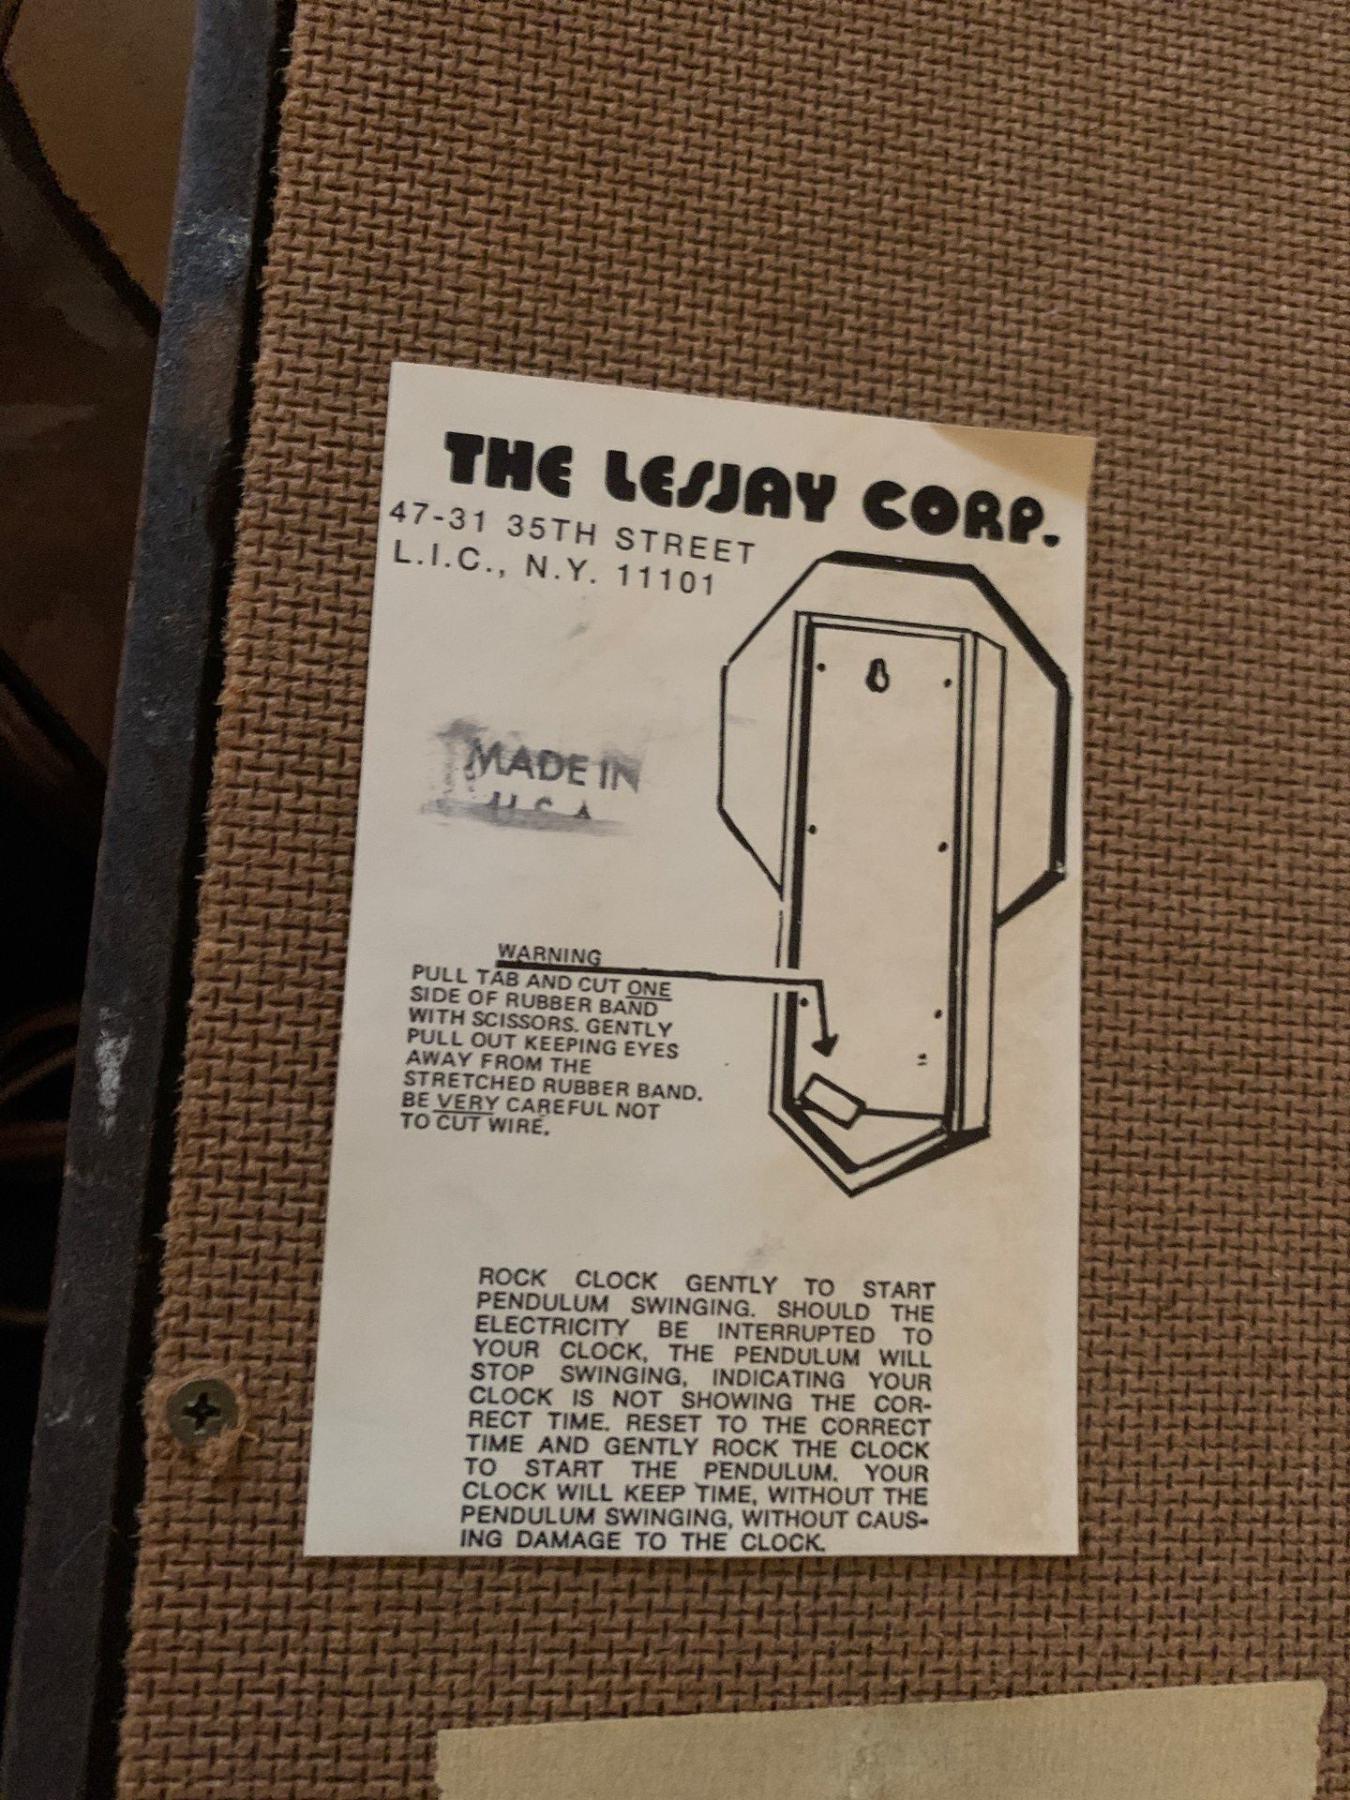 THE LESJAY CORP.
47-31 35TH STREET
L.I.C., N.Y. 11101
MADE IN
U S A
WARNING
PULL TAB AND CUT ONE
SIDE OF RUBBER BAND
WITH SCISSORS. GENTLY
PULL OUT KEEPING EYES
AWAY FROM THE
STRETCHED RUBBER BAND.
BE VERY CAREFUL NOT
TO CUT WIRE.
ROCK CLOCK GENTLY TO START
PENDULUM SWINGING. SHOULD THE
ELECTRICITY BE INTERRUPTED TO
YOUR CLOCK, THE PENDULUM WILL
STOP SWINGING, INDICATING YOUR
CLOCK IS NOT SHOWING THE COR-
RECT TIME. RESET TO THE CORRECT
TIME AND GENTLY ROCK THE CLOCK
TO START THE PENDULUM. YOUR
CLOCK WILL KEEP TIME, WITHOUT THE
PENDULUM SWINGING, WITHOUT CAUS-
ING DAMAGE TO THE CLOCK.